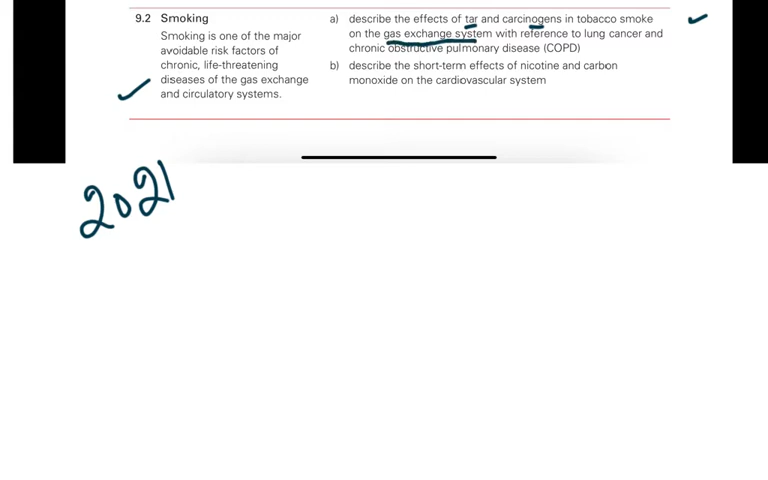 9.2 Smoking
Smoking is one of the major
avoidable risk factors of
chronic, life-threatening
diseases of the gas exchange
and circulatory systems.
a) describe the effects of tar and carcinogens in tobacco smoke
on the gas exchange system with reference to lung cancer and
chronic obstructive pulmonary disease (COPD)
b) describe the short-term effects of nicotine and carbon
monoxide on the cardiovascular system
2021